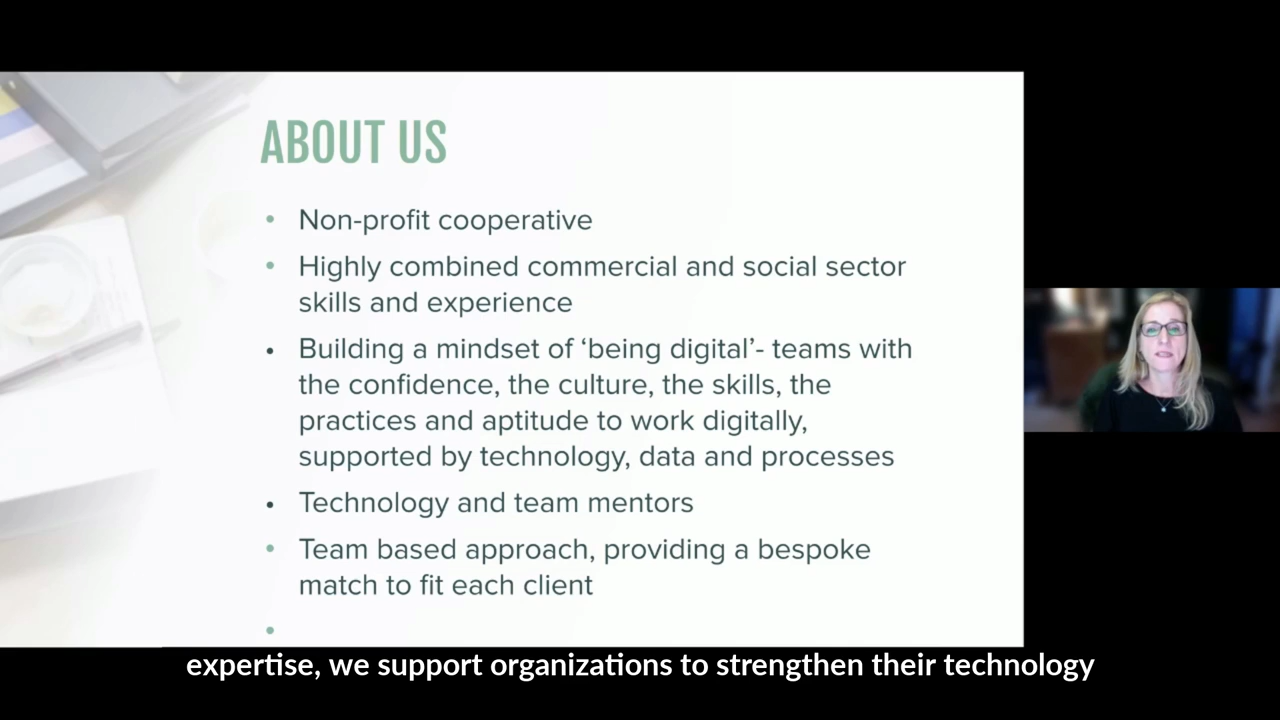 ABOUT US
• Non-profit cooperative
• Highly combined commercial and social sector
skills and experience
• Building a mindset of ‘being digital’- teams with
the confidence, the culture, the skills, the
practices and aptitude to work digitally,
supported by technology, data and processes
• Technology and team mentors
• Team based approach, providing a bespoke
match to fit each client
•
expertise, we support organizations to strengthen their technology